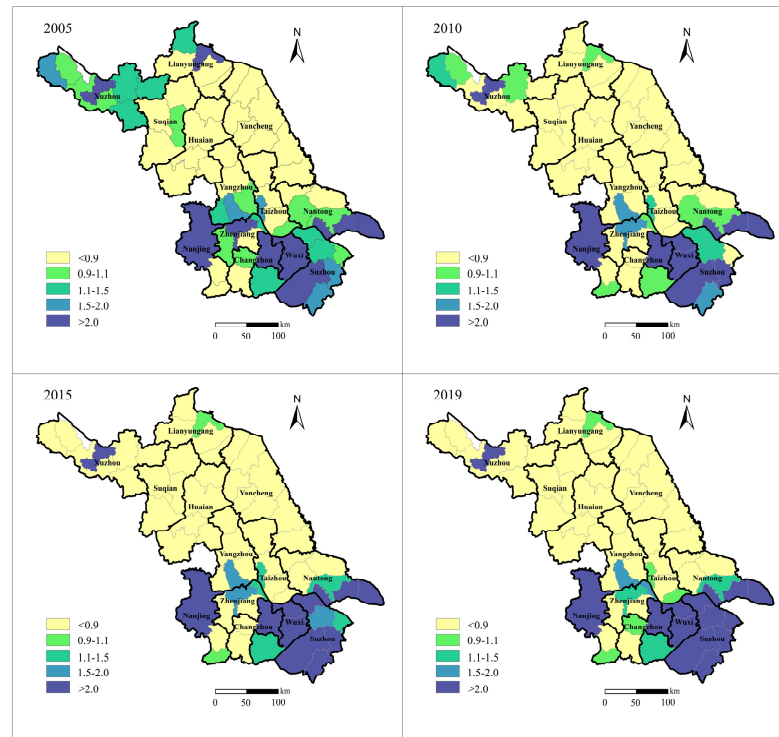 2005
N
Lianyungang
Xuzhou
Suqian
Huaian
Yancheng
Yangzhou
Taizhou
Nantong
Zhenjiang
Nanjing
Changzhou
Wuxi
Suzhou
<0.9
0.9-1.1
1.1-1.5
1.5-2.0
>2.0
0 50 100 km
2010
N
Lianyungang
Xuzhou
Suqian
Huaian
Yancheng
Yangzhou
Taizhou
Nantong
Zhenjiang
Nanjing
Changzhou
Wuxi
Suzhou
<0.9
0.9-1.1
1.1-1.5
1.5-2.0
>2.0
0 50 100 km
2015
N
Lianyungang
Xuzhou
Suqian
Huaian
Yancheng
Yangzhou
Taizhou
Nantong
Zhenjiang
Nanjing
Changzhou
Wuxi
Suzhou
<0.9
0.9-1.1
1.1-1.5
1.5-2.0
>2.0
0 50 100 km
2019
N
Lianyungang
Xuzhou
Suqian
Huaian
Yancheng
Yangzhou
Taizhou
Nantong
Zhenjiang
Nanjing
Changzhou
Wuxi
Suzhou
<0.9
0.9-1.1
1.1-1.5
1.5-2.0
>2.0
0 50 100 km